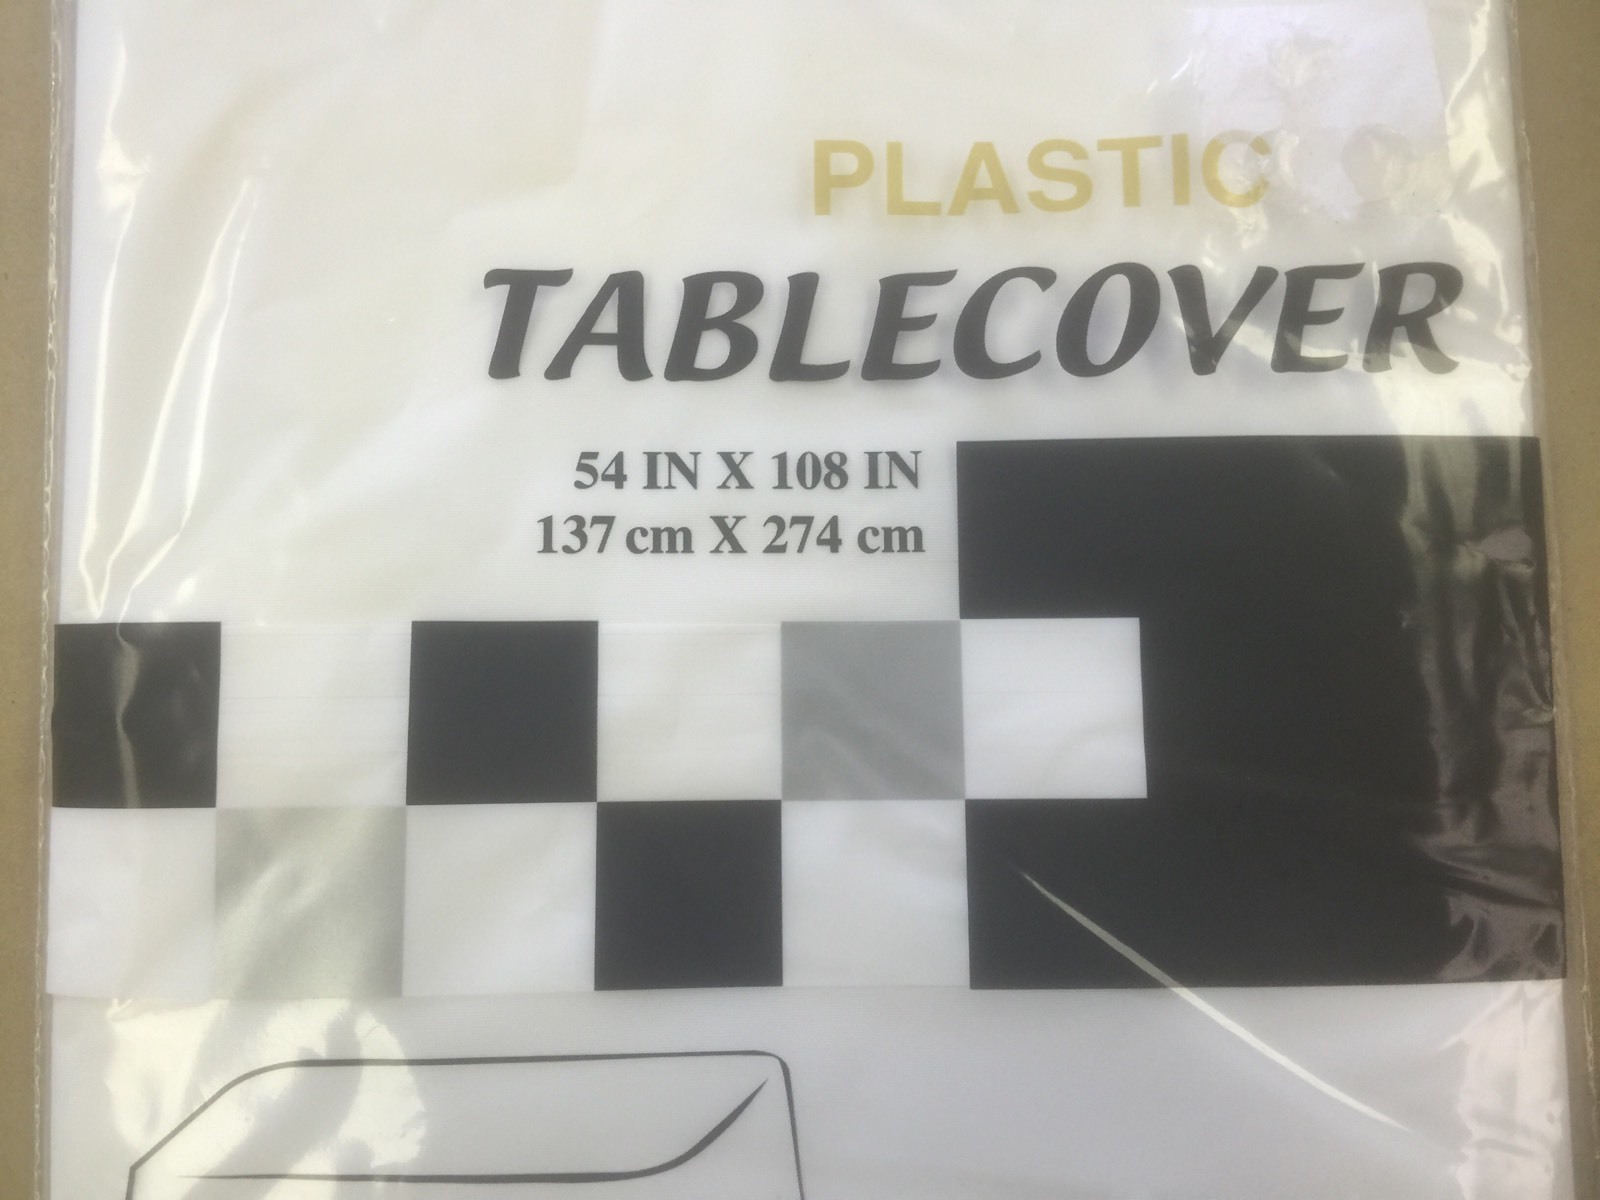 PLASTIC
TABLECOVER
54 IN X 108 IN
137 cm X 274 cm